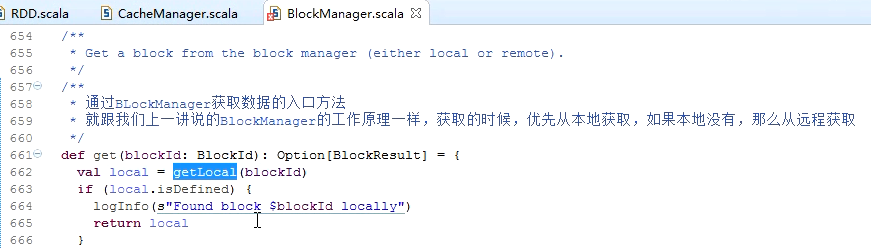 RDD.scala CacheManager.scala BlockManager.scala
654 /**
655 * Get a block from the block manager (either local or remote).
656 */
657 /**
658 * 通过BLockManager获取数据的入口方法
659 * 就跟我们上一讲说的BlockManager的工作原理一样，获取的时候，优先从本地获取，如果本地没有，那么从远程获取
660 */
661 def get(blockId: BlockId): Option[BlockResult] = {
662 val local = getLocal(blockId)
663 if (local.isDefined) {
664 logInfo(s"Found block $blockId locally")
665 return local
666 }